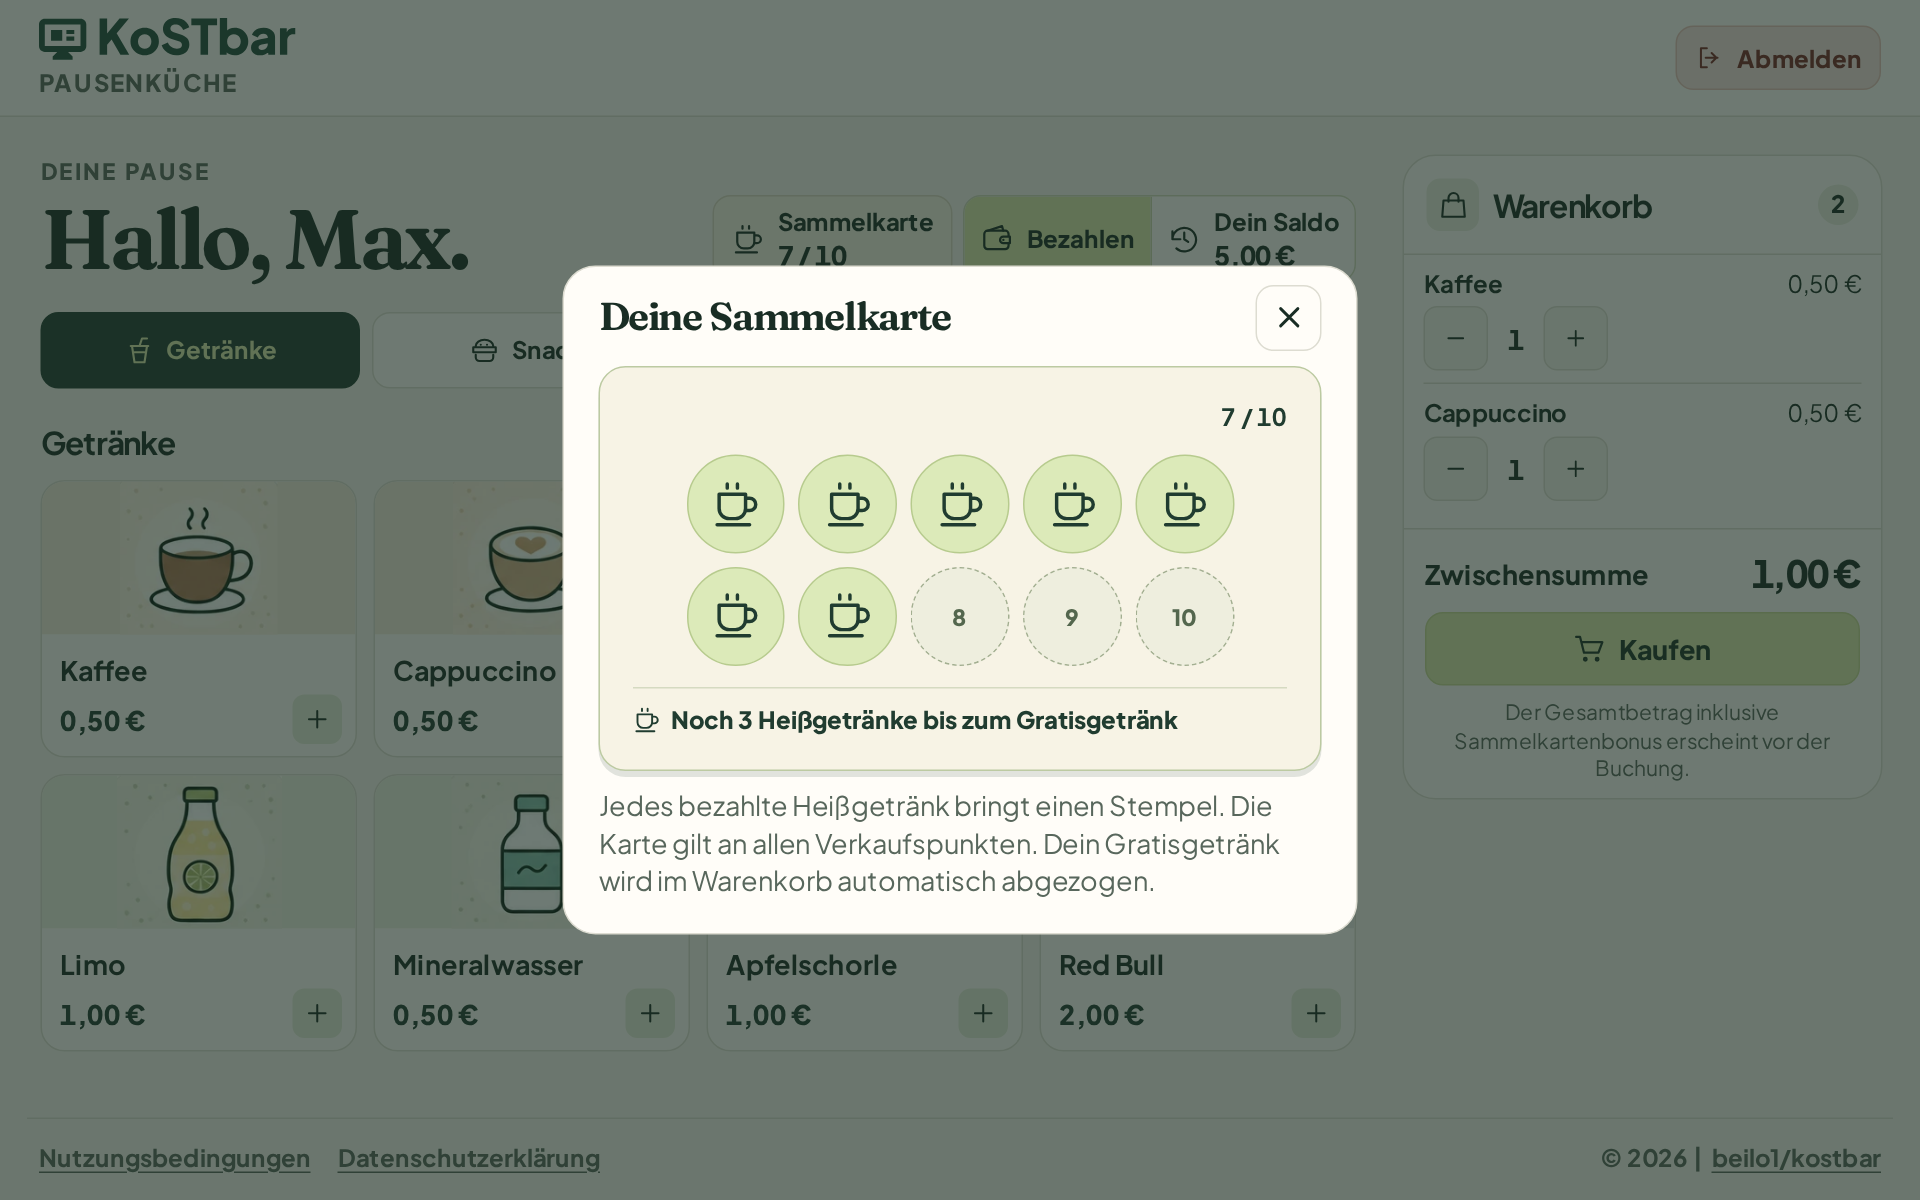 KoSTbar
PAUSENKÜCHE
Abmelden
DEINE PAUSE
Hallo, Max.
Sammelkarte
7/10
Bezahlen
Dein Saldo
5,00 €
Getränke
Snac
Getränke
Kaffee
0,50 €
Cappuccino
0,50 €
Limo
1,00 €
Mineralwasser
0,50 €
Apfelschorle
1,00 €
Red Bull
2,00 €
Deine Sammelkarte
7 / 10
8
9
10
Noch 3 Heißgetränke bis zum Gratisgetränk
Jedes bezahlte Heißgetränk bringt einen Stempel. Die
Karte gilt an allen Verkaufspunkten. Dein Gratisgetränk
wird im Warenkorb automatisch abgezogen.
Warenkorb
2
Kaffee
0,50 €
1
Cappuccino
0,50 €
1
Zwischensumme
1,00 €
Kaufen
Der Gesamtbetrag inklusive
Sammelkartenbonus erscheint vor der
Buchung.
Nutzungsbedingungen
Datenschutzerklärung
© 2026 | beilo1/kostbar